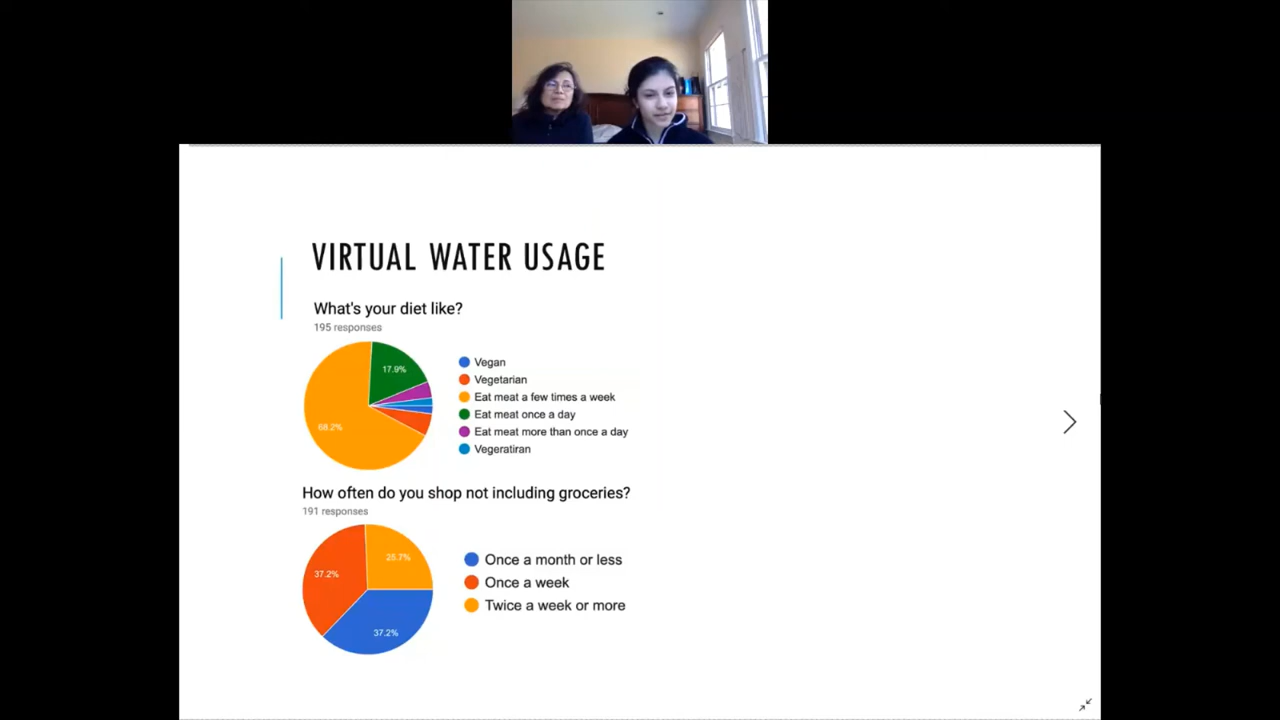 VIRTUAL WATER USAGE
What's your diet like?
195 responses
17.9%
68.2%
Vegan
Vegetarian
Eat meat a few times a week
Eat meat once a day
Eat meat more than once a day
Vegeratiran
How often do you shop not including groceries?
191 responses
25.7%
37.2%
37.2%
Once a month or less
Once a week
Twice a week or more